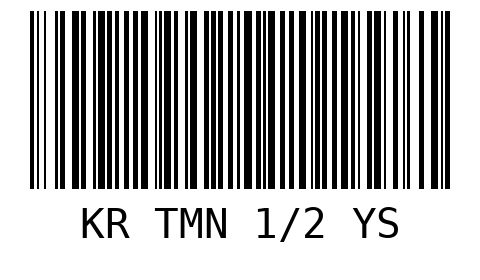 KR TMN 1/2 YS